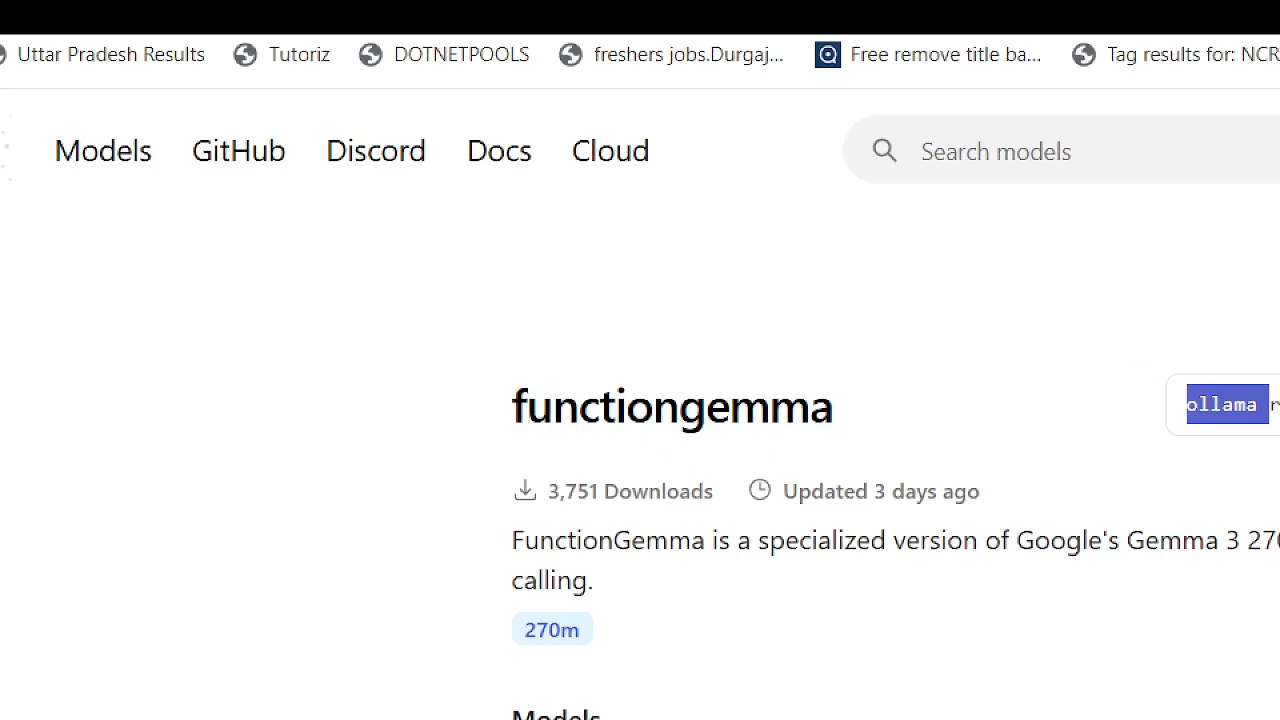 Uttar Pradesh Results Tutoriz DOTNETPOOLS freshers jobs.Durgaj... Free remove title ba... Tag results for: NCR
Models GitHub Discord Docs Cloud Search models
functiongemma
ollama r
3,751 Downloads Updated 3 days ago
FunctionGemma is a specialized version of Google's Gemma 3 270
calling.
270m
Models